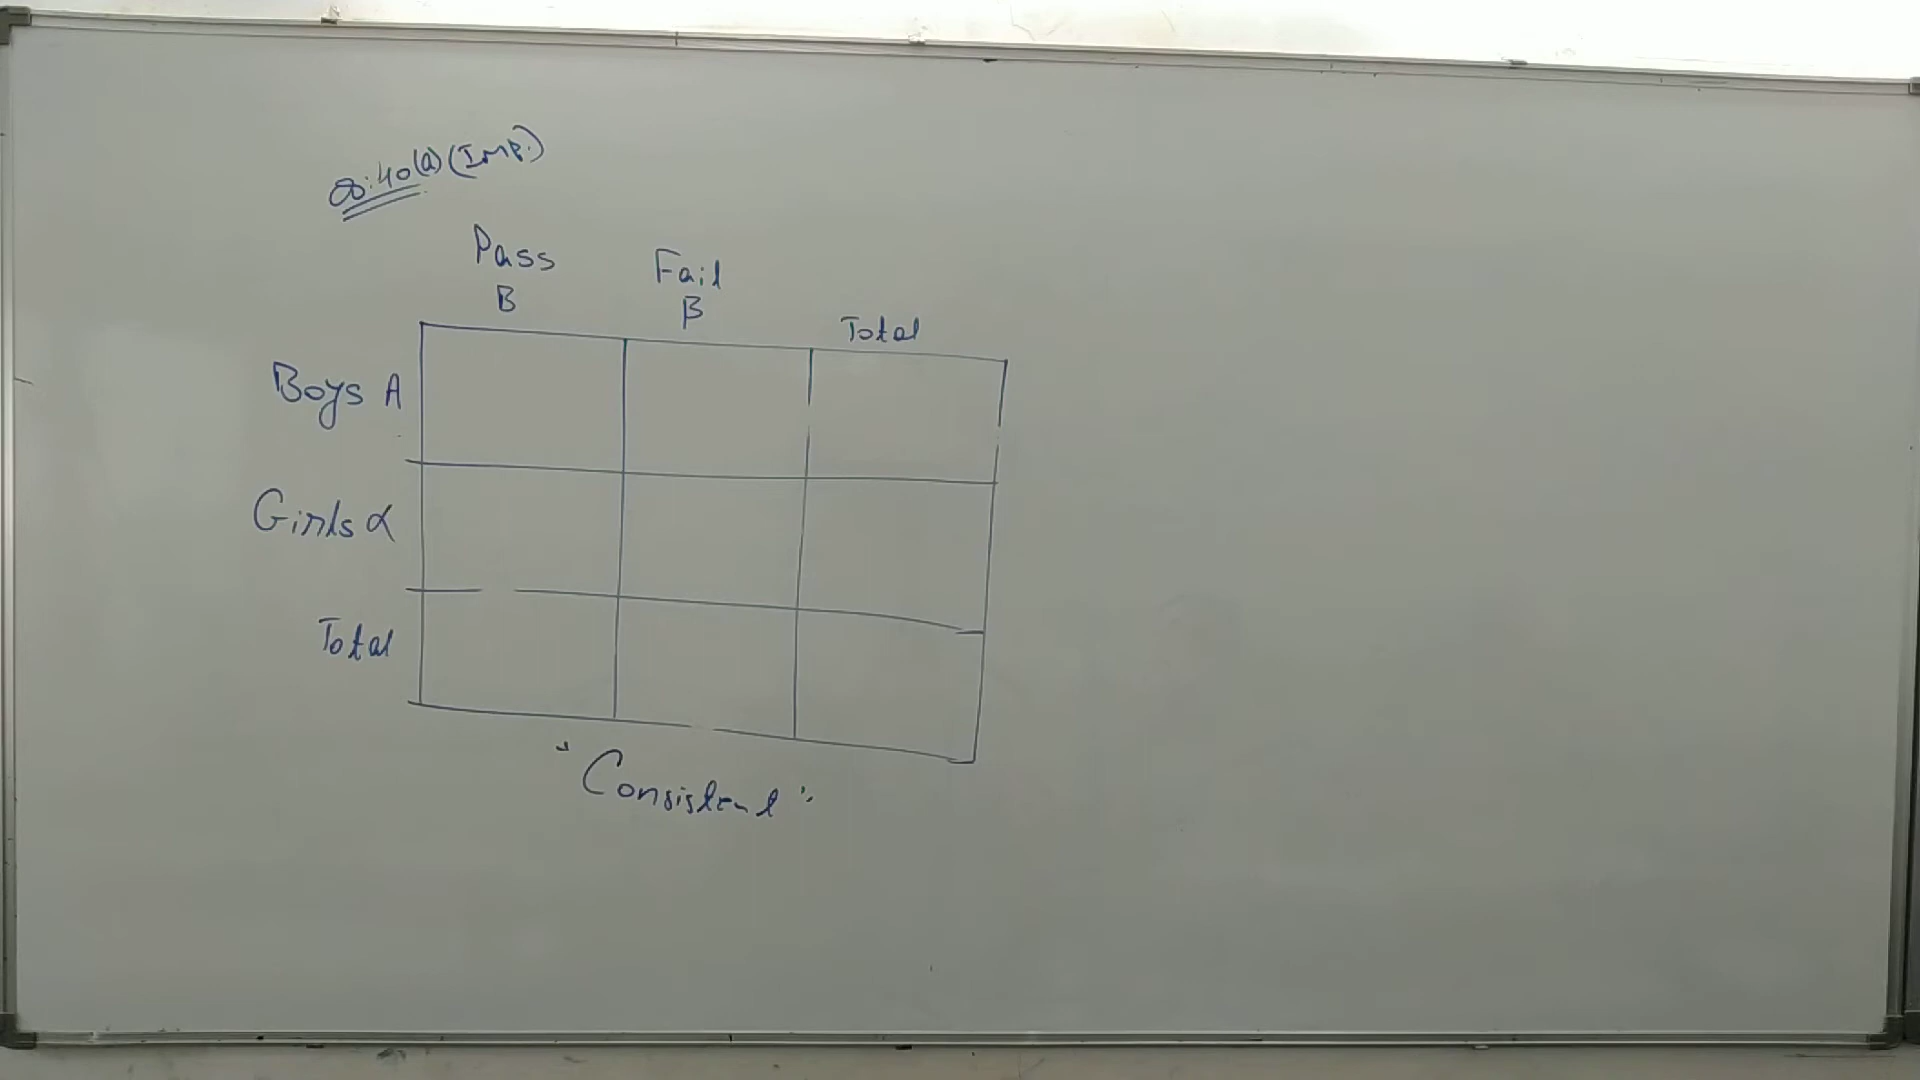 Q:40(a) (Imp.)
Pass Fail
B β Total
Boys A
Girls α
Total
"Consistent"